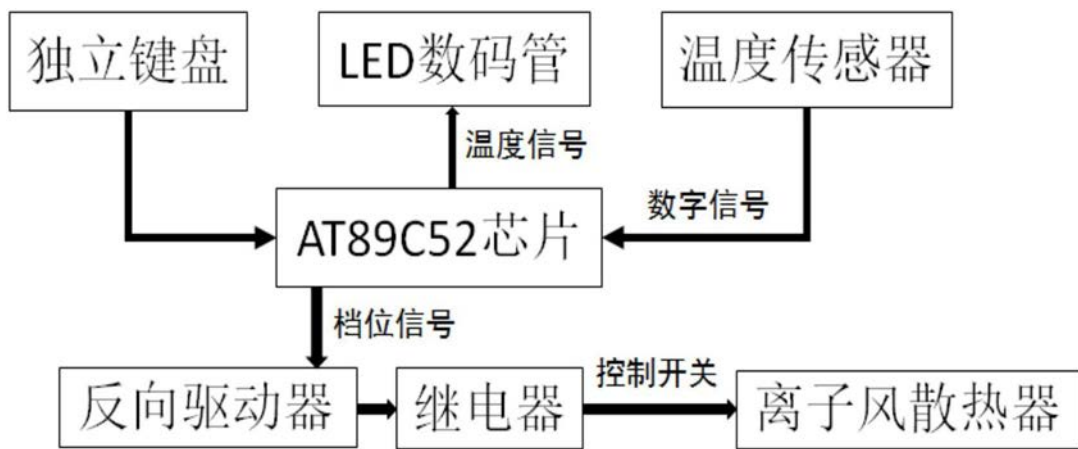 独立键盘
LED数码管
温度传感器
温度信号
数字信号
AT89C52芯片
档位信号
控制开关
反向驱动器
继电器
离子风散热器